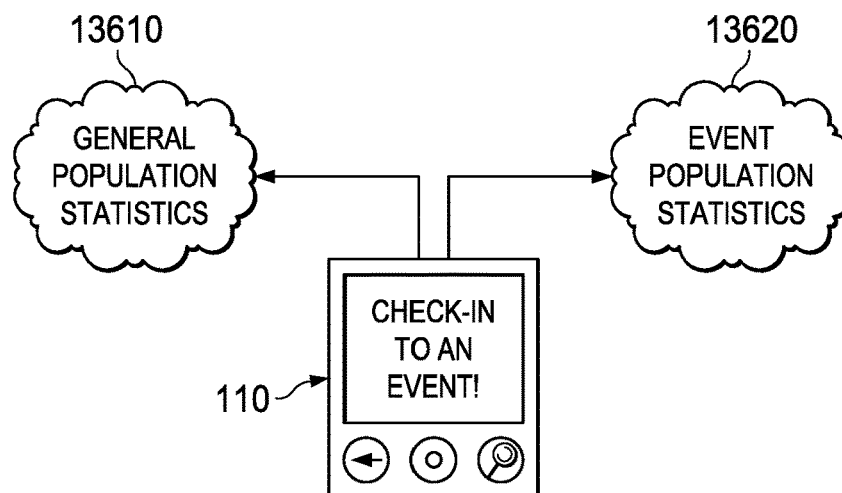 13610
13620
GENERAL
POPULATION
STATISTICS
EVENT
POPULATION
STATISTICS
CHECK-IN
TO AN
EVENT!
110